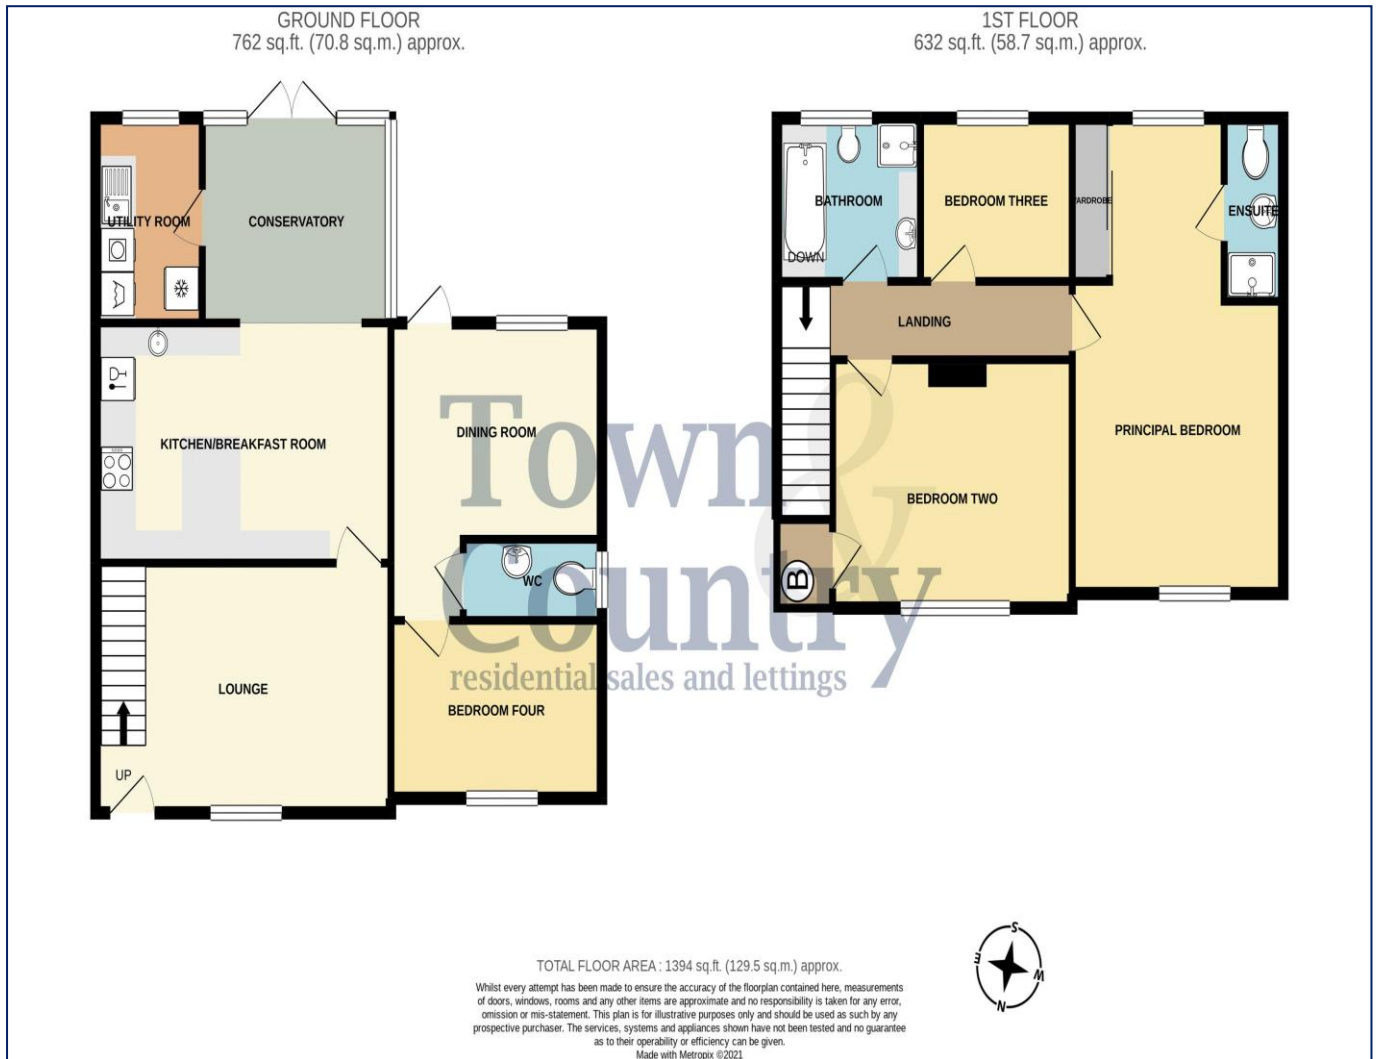 GROUND FLOOR
762 sq.ft. (70.8 sq.m.) approx.
1ST FLOOR
632 sq.ft. (58.7 sq.m.) approx.
UTILITY ROOM
CONSERVATORY
KITCHEN/BREAKFAST ROOM
DINING ROOM
WC
LOUNGE
BEDROOM FOUR
UP
BATHROOM
BEDROOM THREE
WARDROBE
ENSUITE
DOWN
LANDING
PRINCIPAL BEDROOM
BEDROOM TWO
B
Town &
Country
residential sales and lettings
S
E
W
N
TOTAL FLOOR AREA : 1394 sq.ft. (129.5 sq.m.) approx.
Whilst every attempt has been made to ensure the accuracy of the floorplan contained here, measurements
of doors, windows, rooms and any other items are approximate and no responsibility is taken for any error,
omission or mis-statement. This plan is for illustrative purposes only and should be used as such by any
prospective purchaser. The services, systems and appliances shown have not been tested and no guarantee
as to their operability or efficiency can be given.
Made with Metropix ©2021